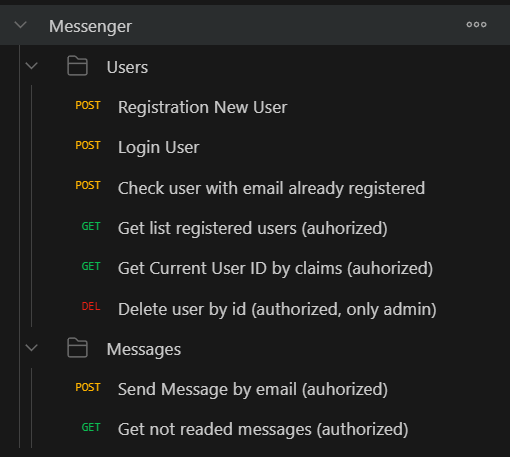 Messenger
Users
POST Registration New User
POST Login User
POST Check user with email already registered
GET Get list registered users (auhorized)
GET Get Current User ID by claims (auhorized)
DEL Delete user by id (authorized, only admin)
Messages
POST Send Message by email (auhorized)
GET Get not readed messages (authorized)